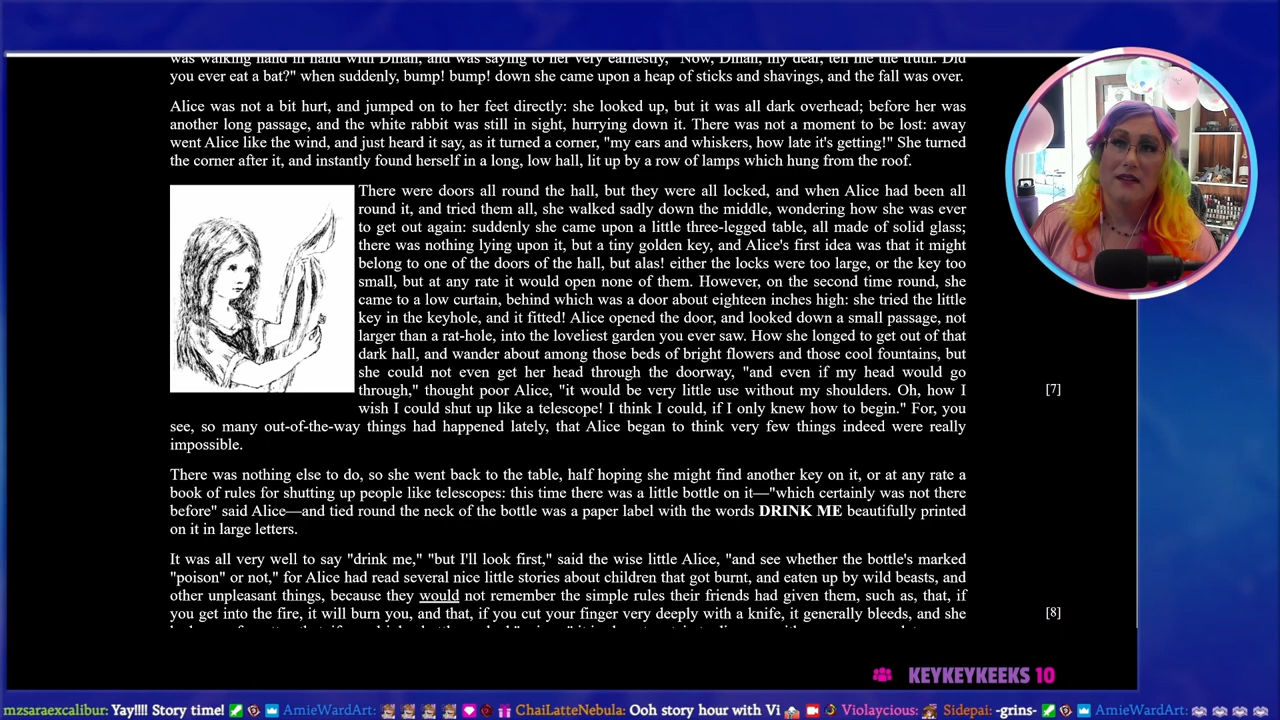 was walking hand in hand with Dinah, and was saying to her very earnestly, "Now, Dinah, my dear, tell me the truth. Did
you ever eat a bat?" when suddenly, bump! bump! down she came upon a heap of sticks and shavings, and the fall was over.
Alice was not a bit hurt, and jumped on to her feet directly: she looked up, but it was all dark overhead; before her was
another long passage, and the white rabbit was still in sight, hurrying down it. There was not a moment to be lost: away
went Alice like the wind, and just heard it say, as it turned a corner, "my ears and whiskers, how late it's getting!" She turned
the corner after it, and instantly found herself in a long, low hall, lit up by a row of lamps which hung from the roof.
There were doors all round the hall, but they were all locked, and when Alice had been all
round it, and tried them all, she walked sadly down the middle, wondering how she was ever
to get out again: suddenly she came upon a little three-legged table, all made of solid glass;
there was nothing lying upon it, but a tiny golden key, and Alice's first idea was that it might
belong to one of the doors of the hall, but alas! either the locks were too large, or the key too
small, but at any rate it would open none of them. However, on the second time round, she
came to a low curtain, behind which was a door about eighteen inches high: she tried the little
key in the keyhole, and it fitted! Alice opened the door, and looked down a small passage, not
larger than a rat-hole, into the loveliest garden you ever saw. How she longed to get out of that
dark hall, and wander about among those beds of bright flowers and those cool fountains, but
she could not even get her head through the doorway, "and even if my head would go
through," thought poor Alice, "it would be very little use without my shoulders. Oh, how I
[7]
wish I could shut up like a telescope! I think I could, if I only knew how to begin." For, you
see, so many out-of-the-way things had happened lately, that Alice began to think very few things indeed were really
impossible.
There was nothing else to do, so she went back to the table, half hoping she might find another key on it, or at any rate a
book of rules for shutting up people like telescopes: this time there was a little bottle on it—"which certainly was not there
before" said Alice—and tied round the neck of the bottle was a paper label with the words DRINK ME beautifully printed
on it in large letters.
It was all very well to say "drink me," "but I'll look first," said the wise little Alice, "and see whether the bottle's marked
"poison" or not," for Alice had read several nice little stories about children that got burnt, and eaten up by wild beasts, and
other unpleasant things, because they would not remember the simple rules their friends had given them, such as, that, if
you get into the fire, it will burn you, and that, if you cut your finger very deeply with a knife, it generally bleeds, and she
[8]
KEYKEYKEEKS 10
mzsaraexcalibur: Yay!!!! Story time! AmieWardArt: ChaiLatteNebula: Ooh story hour with Vi Violaycious: Sidepai: -grins- AmieWardArt: